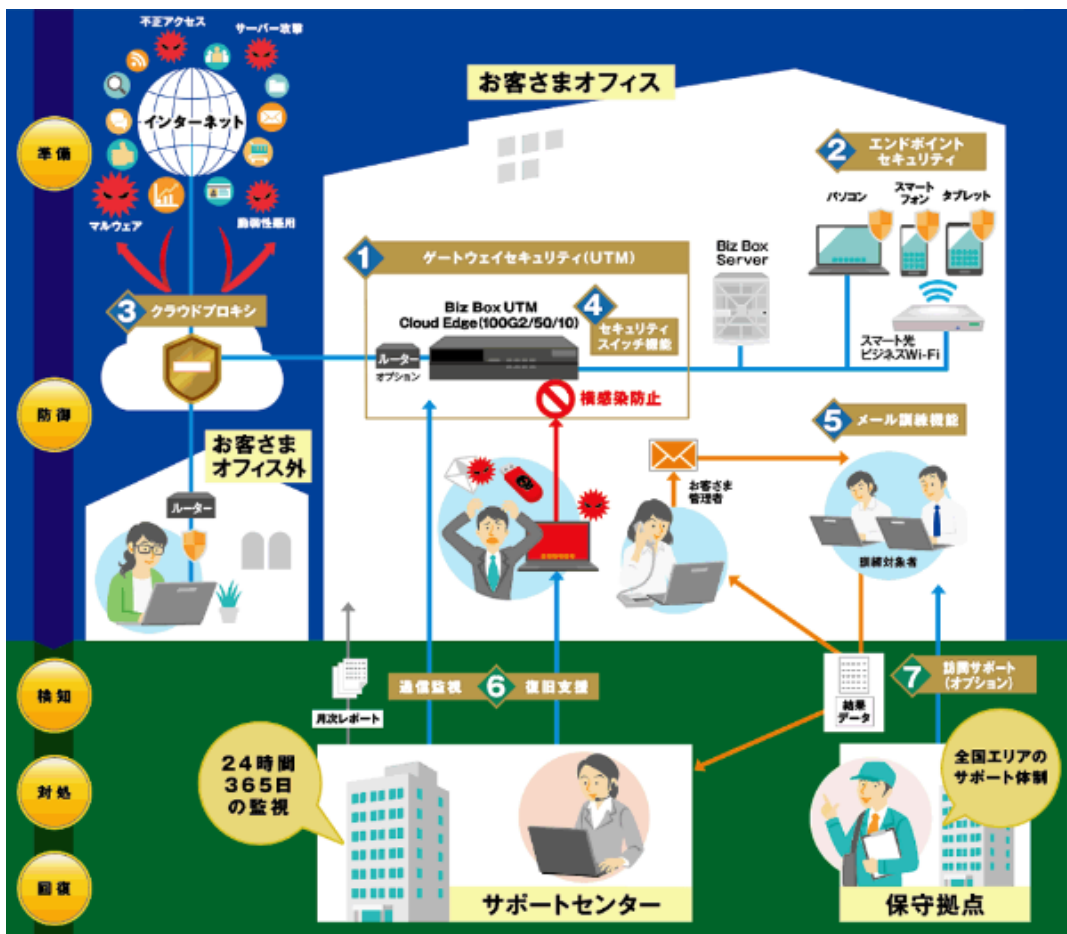 不正アクセス
サーバー攻撃
インターネット
マルウェア
脆弱性悪用
準備
防御
検知
対処
回復
お客さまオフィス
2
エンドポイント
セキュリティ
パソコン
スマート
フォン
タブレット
1
ゲートウェイセキュリティ(UTM)
Biz Box UTM
Cloud Edge(100G2/50/10)
4
セキュリティ
スイッチ機能
Biz Box
Server
スマート光
ビジネスWi-Fi
3
クラウドプロキシ
ルーター
オプション
横感染防止
5
メール訓練機能
お客さま
オフィス外
ルーター
お客さま
管理者
訓練対象者
月次レポート
通信監視
6
復旧支援
結果
データ
7
訪問サポート
(オプション)
24時間
365日
の監視
全国エリアの
サポート体制
サポートセンター
保守拠点